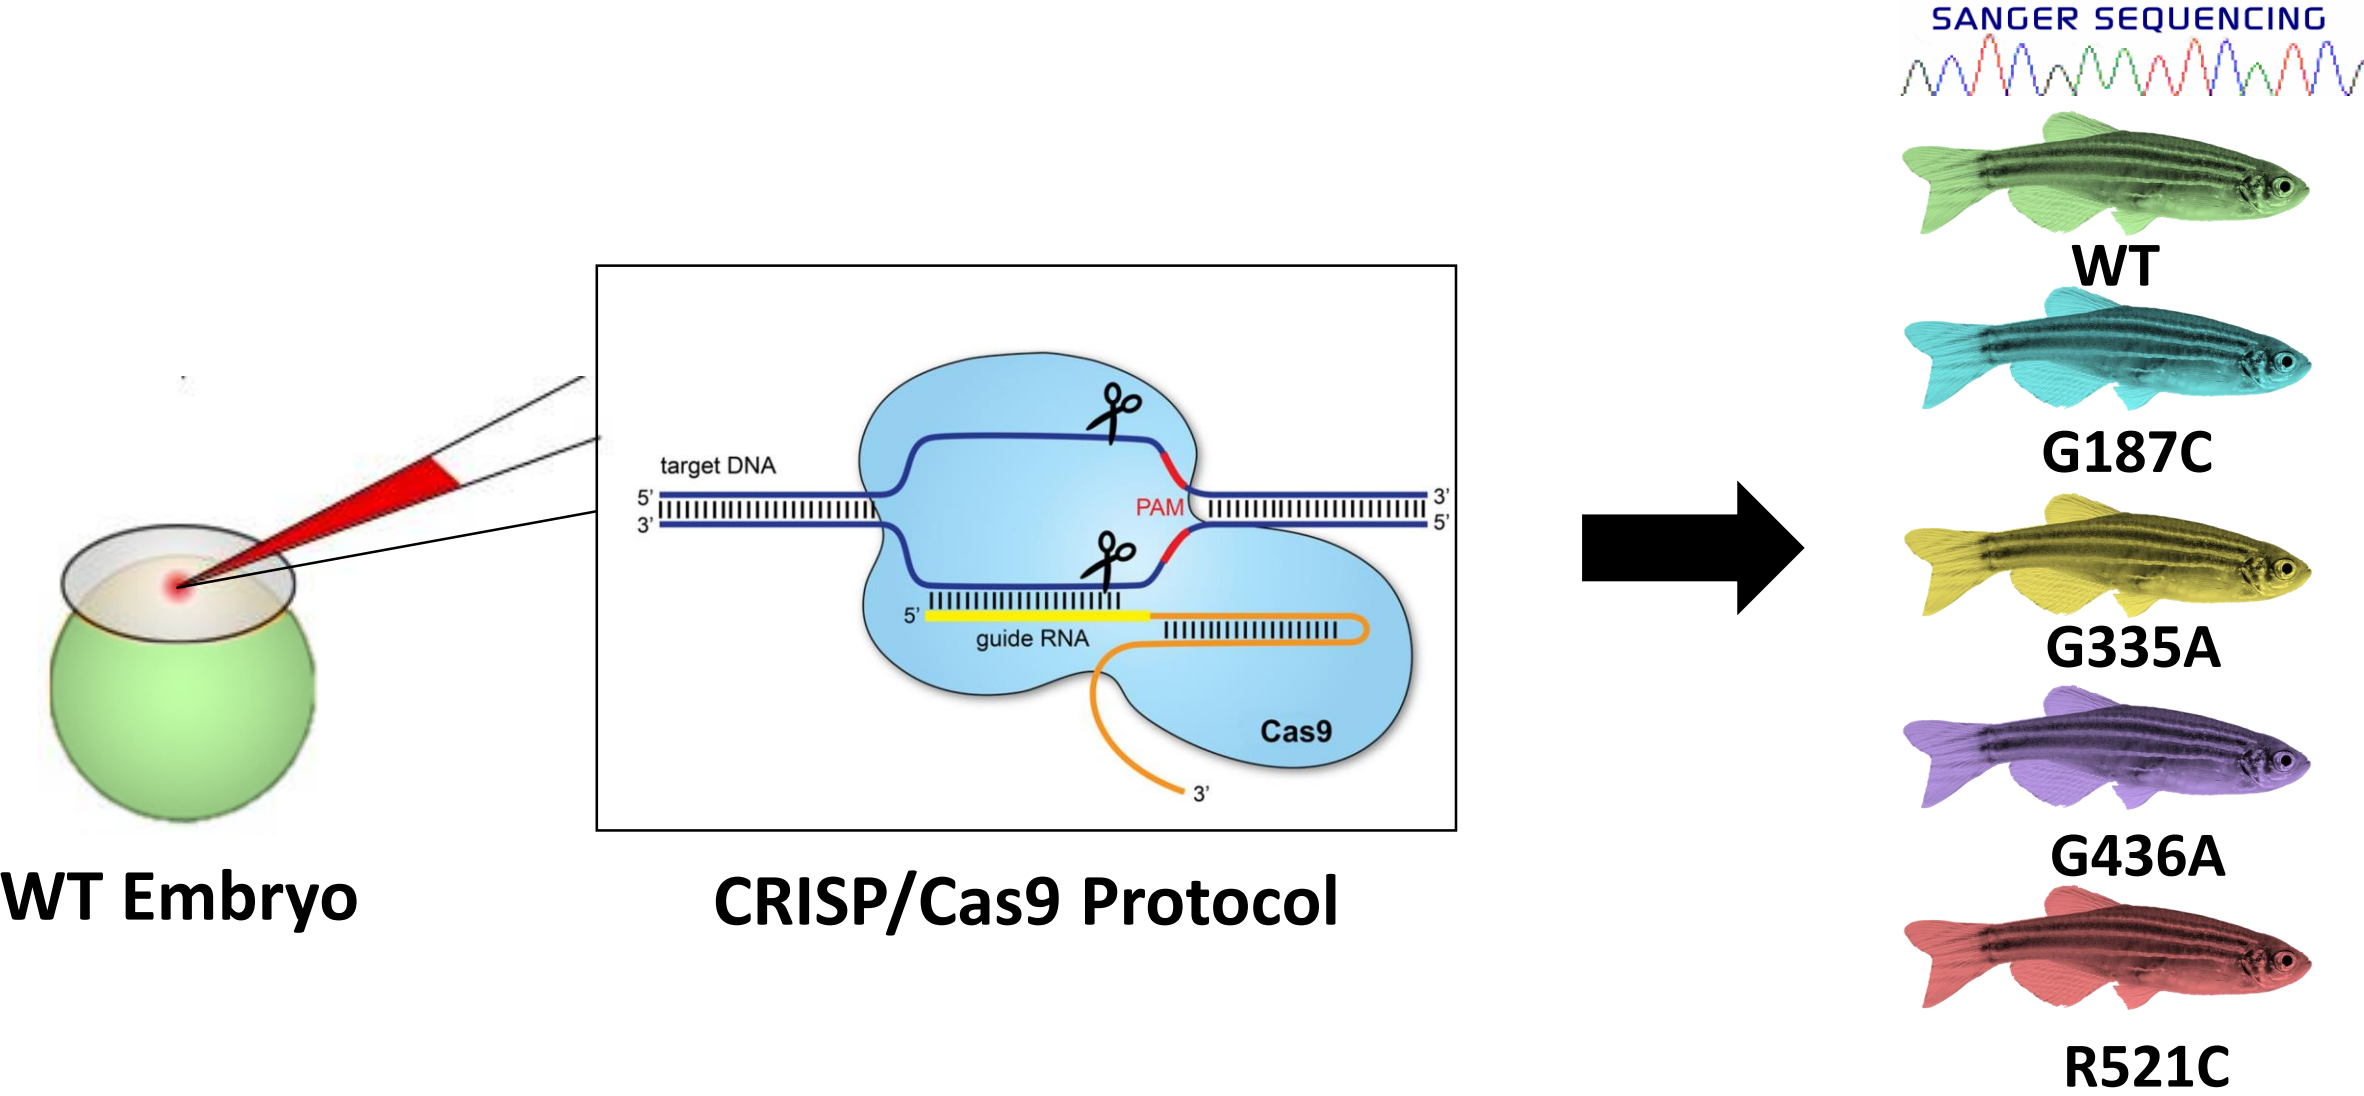 SANGER SEQUENCING
WT
G187C
G335A
G436A
R521C
target DNA
5’
3’
3’
5’
PAM
5’
guide RNA
Cas9
3’
WT Embryo
CRISP/Cas9 Protocol